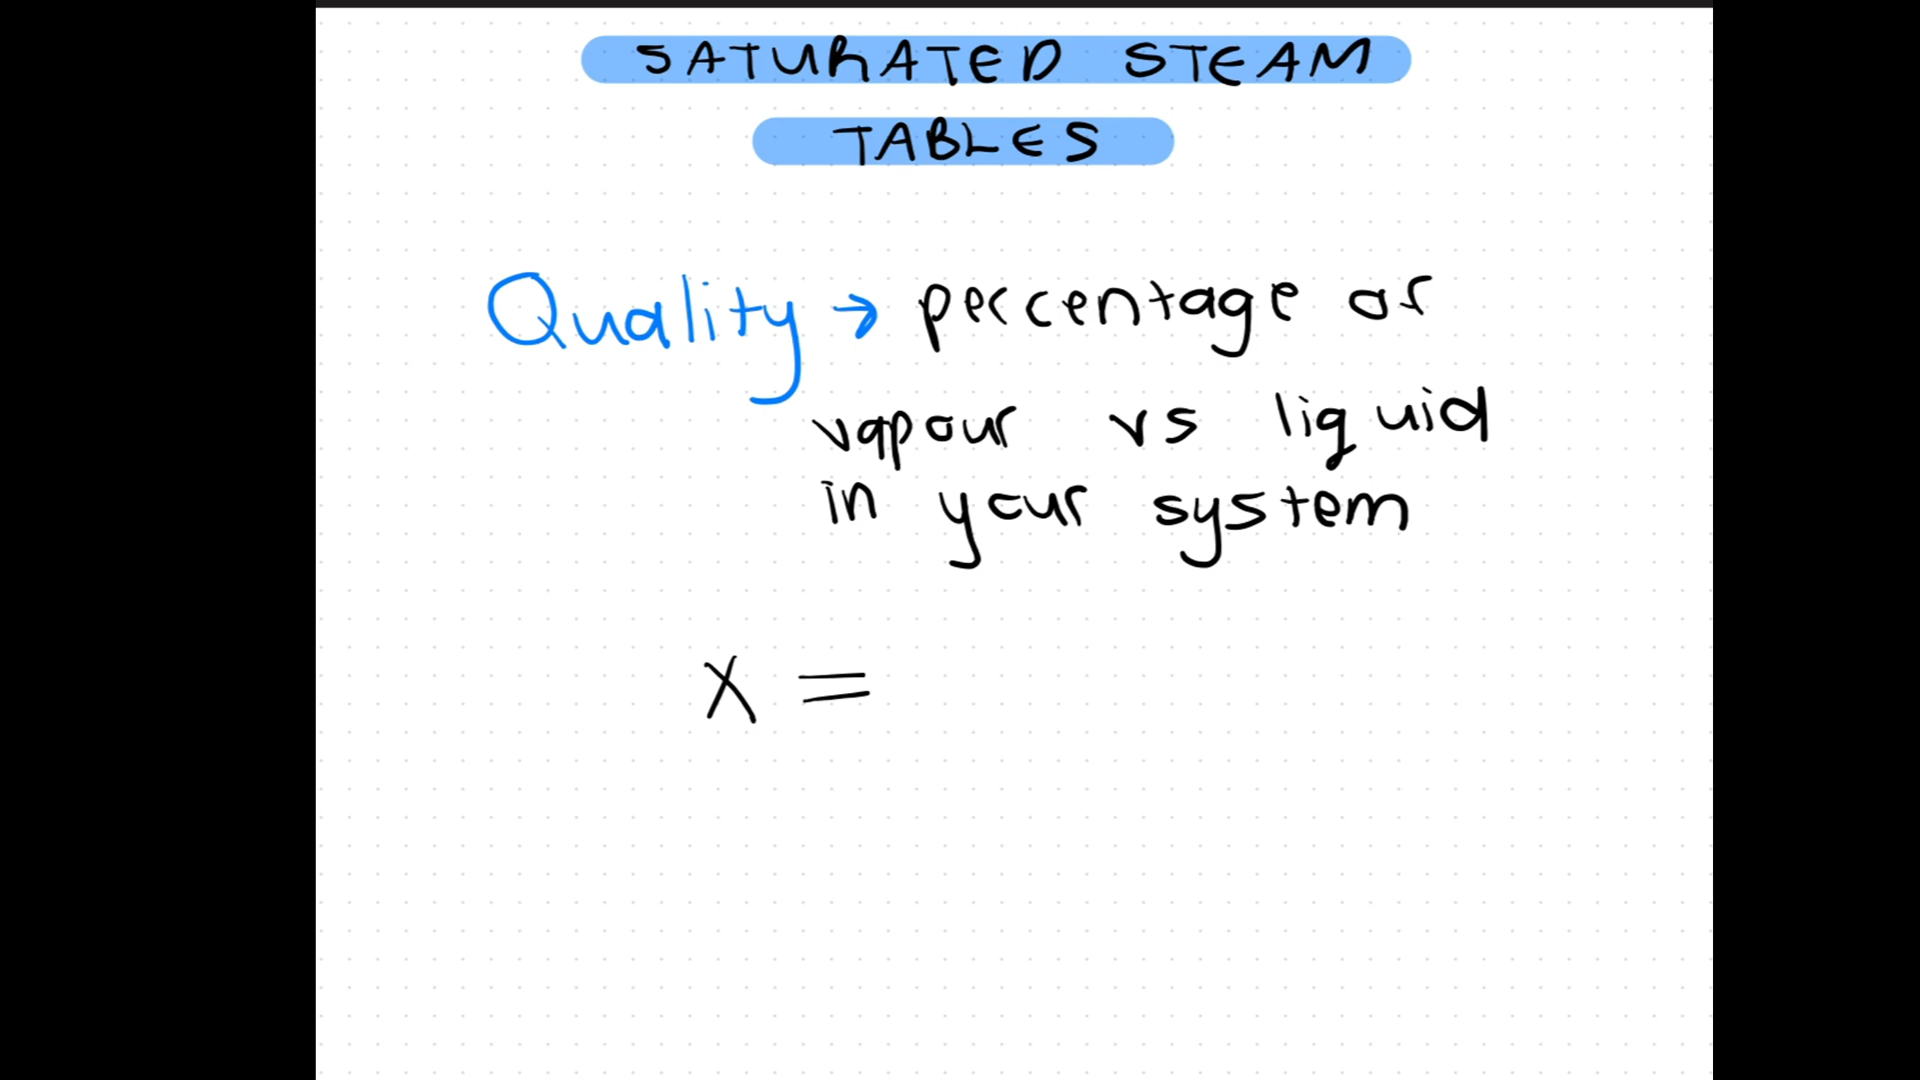 SATURATED STEAM
TABLES
Quality → percentage of
vapour vs liquid
in your system
X =